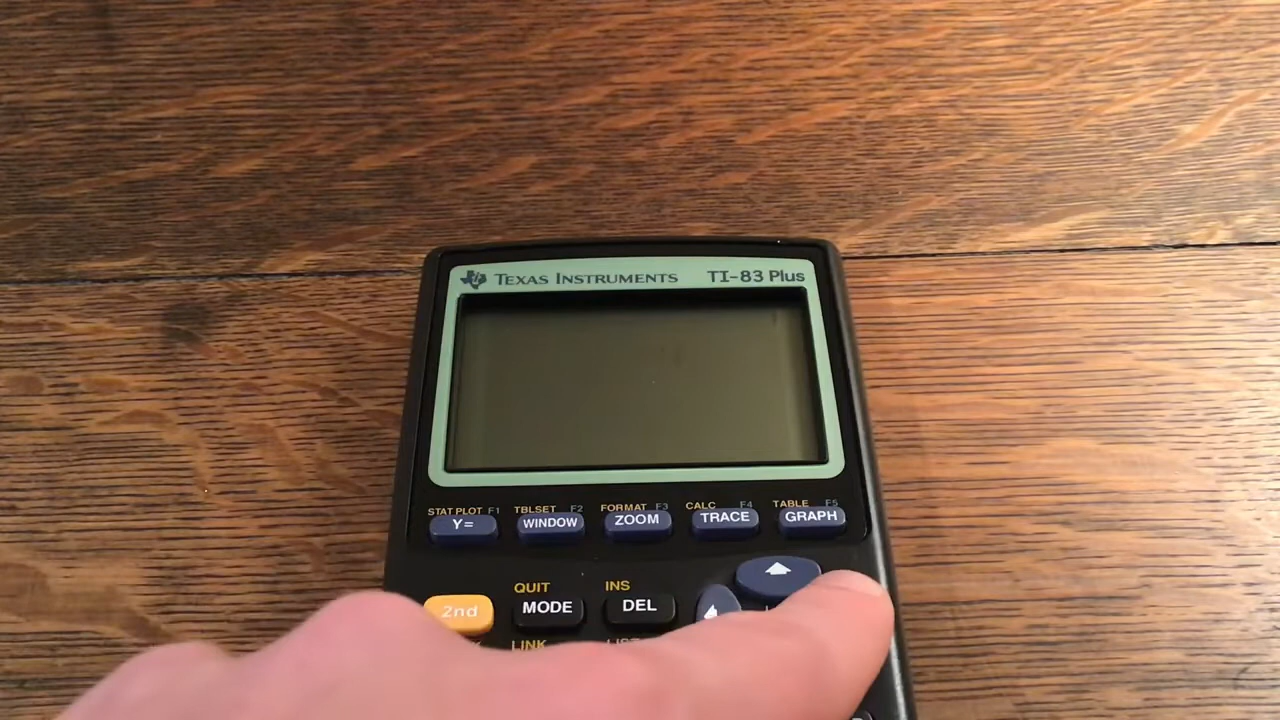 TEXAS INSTRUMENTS TI-83 Plus
STAT PLOT F1 TBLSET F2 FORMAT F3 CALC F4 TABLE F5
Y= WINDOW ZOOM TRACE GRAPH
QUIT INS
2nd MODE DEL
LINK